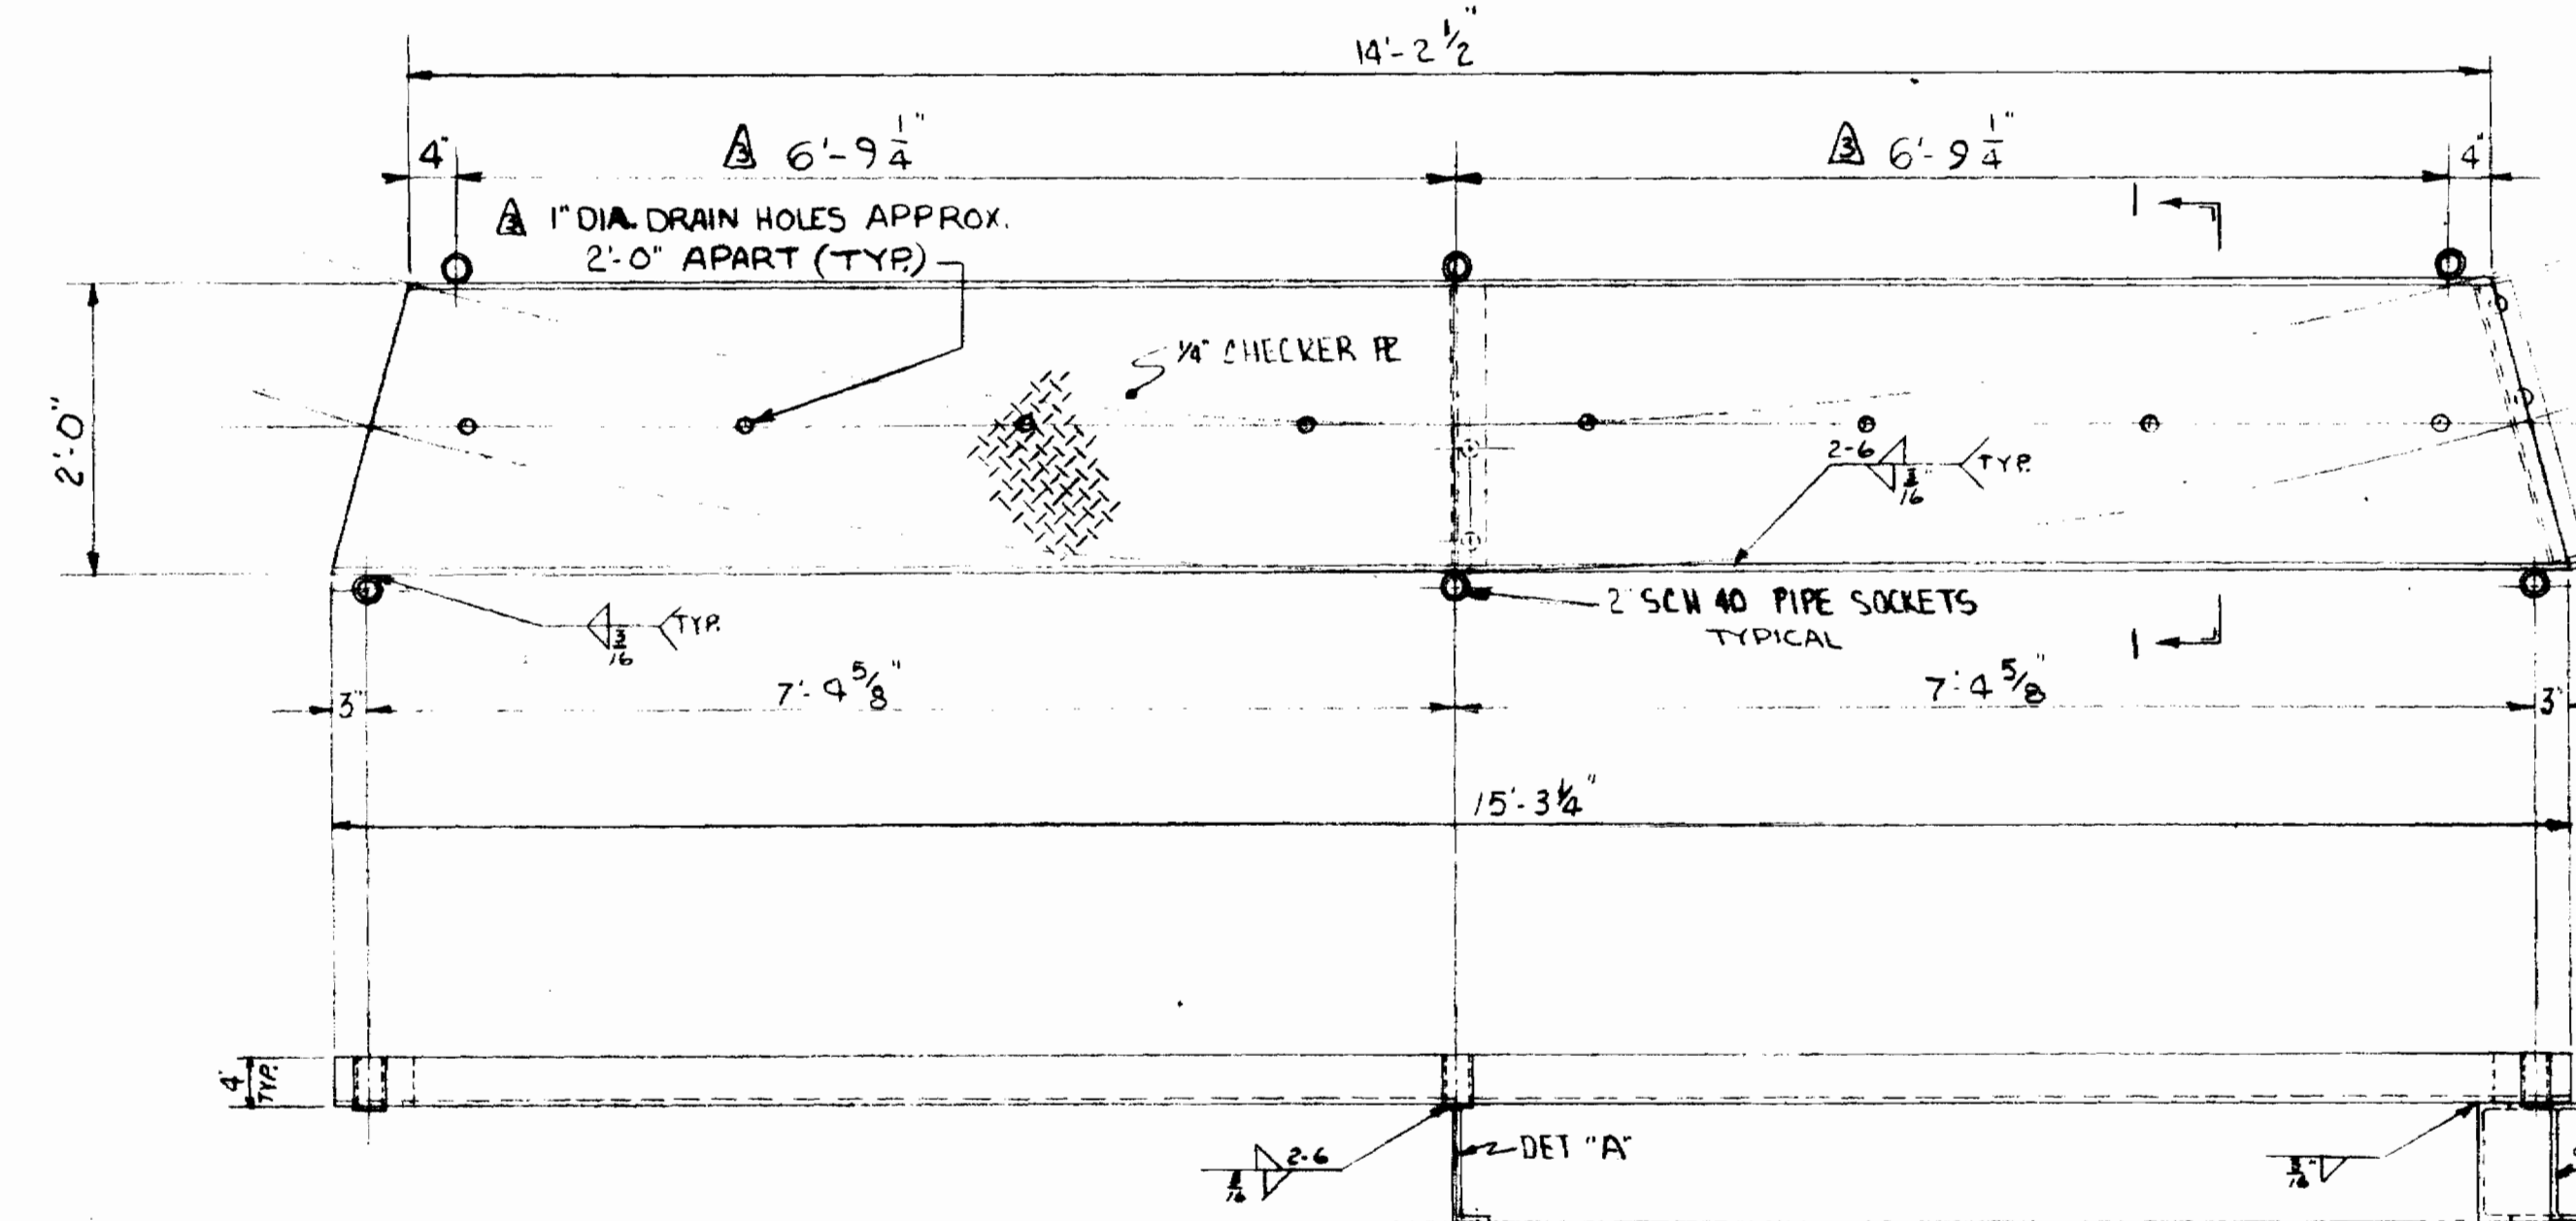 14'-2 1/2"
4"
3 6'-9 1/4"
3 6'-9 1/4"
4"
3 1" DIA. DRAIN HOLES APPROX.
2'-0" APART (TYP.)
1
1/4" CHECKER PL
2'-0"
2-6
3/16
TYP.
3/16
TYP.
2" SCH 40 PIPE SOCKETS
TYPICAL
1
3"
7'-4 5/8"
7'-4 5/8"
3"
15'-3 1/4"
4"
TYP.
2-6
3/16
DET "A"
3/16"